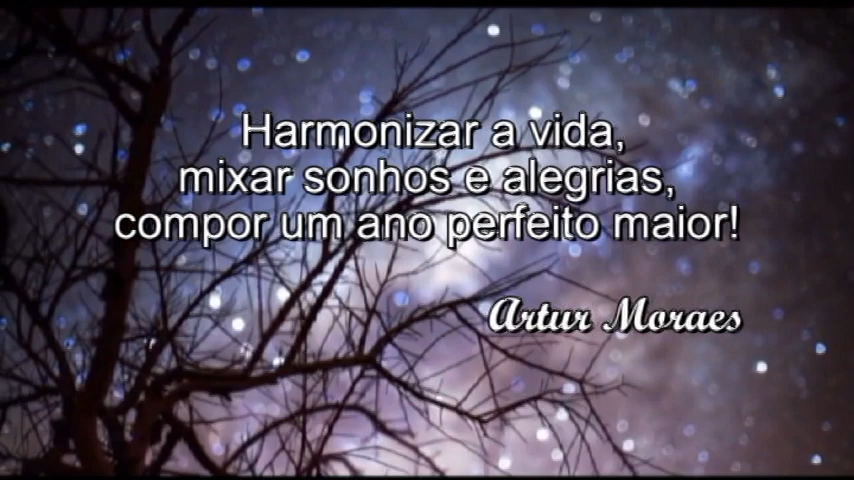 Harmonizar a vida,
mixar sonhos e alegrias,
compor um ano perfeito maior!
Artur Moraes